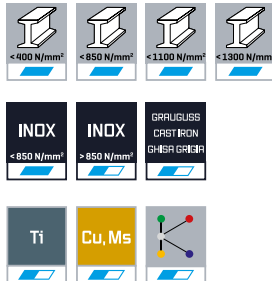 <400 N/mm² <850 N/mm² <1100 N/mm² <1300 N/mm²
INOX INOX GRAUGUSS
CAST IRON
GHISA GRIGIA
<850 N/mm² >850 N/mm²
Ti Cu, Ms